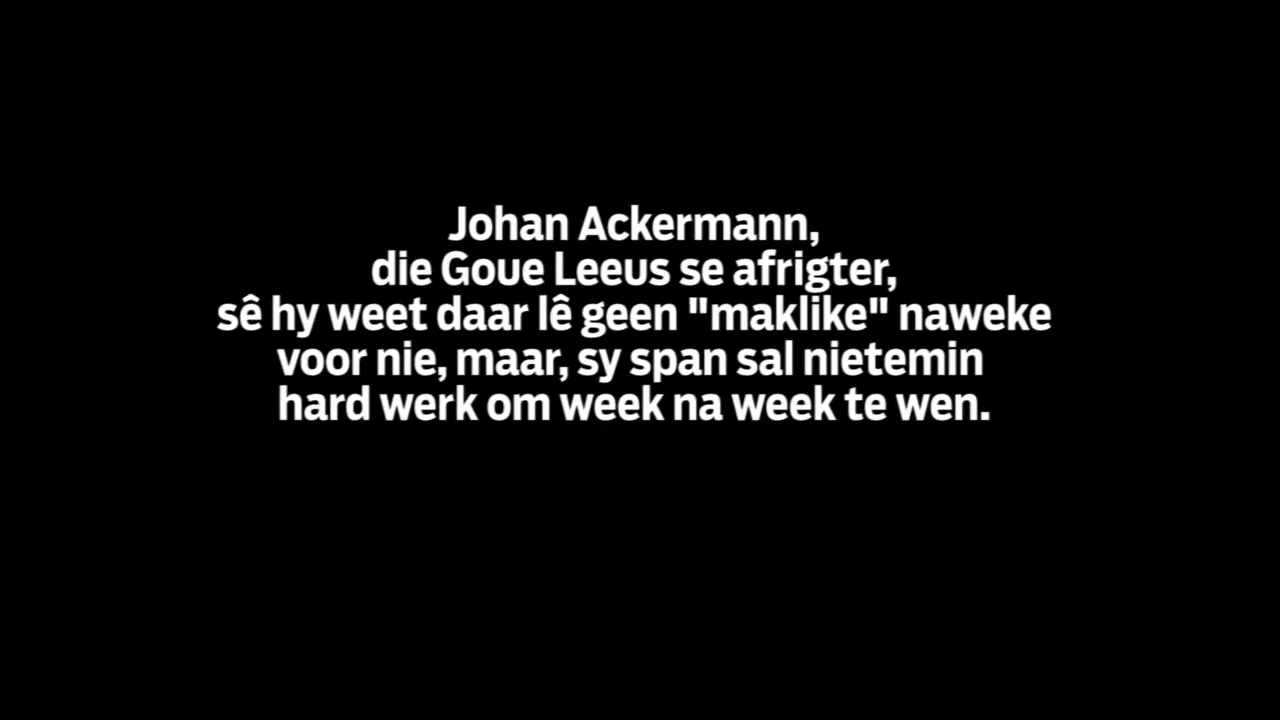 Johan Ackermann,
die Goue Leeus se afrigter,
sê hy weet daar lê geen "maklike" naweke
voor nie, maar, sy span sal nietemin
hard werk om week na week te wen.